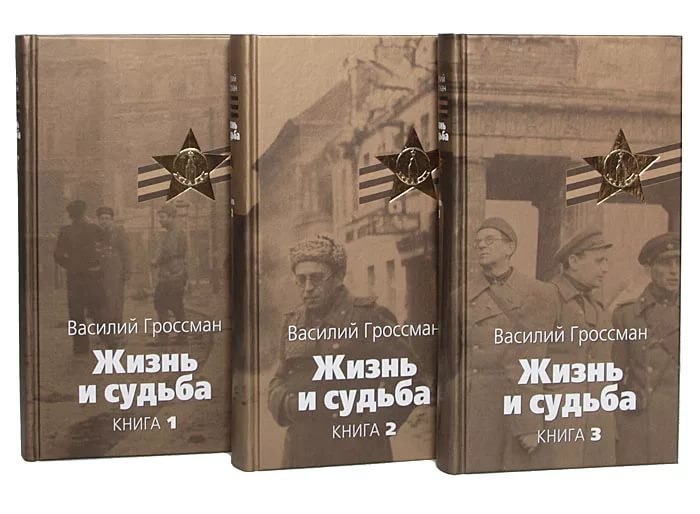 Василий Гроссман
Жизнь
и судьба
КНИГА 1
Василий Гроссман
Жизнь
и судьба
КНИГА 2
Василий Гроссман
Жизнь
и судьба
КНИГА 3